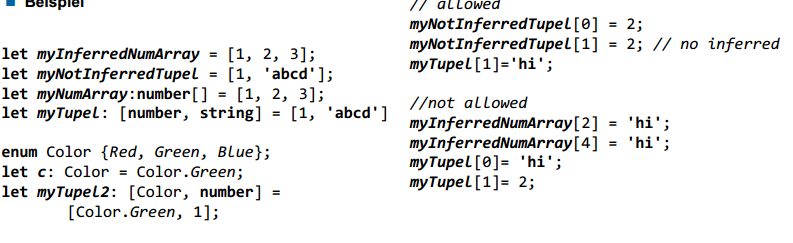 Beispiel
let myInferredNumArray = [1, 2, 3];
let myNotInferredTupel = [1, 'abcd'];
let myNumArray:number[] = [1, 2, 3];
let myTupel: [number, string] = [1, 'abcd']
enum Color {Red, Green, Blue};
let c: Color = Color.Green;
let myTupel2: [Color, number] =
[Color.Green, 1];
// allowed
myNotInferredTupel[0] = 2;
myNotInferredTupel[1] = 2; // no inferred
myTupel[1]='hi';
//not allowed
myInferredNumArray[2] = 'hi';
myInferredNumArray[4] = 'hi';
myTupel[0]= 'hi';
myTupel[1]= 2;